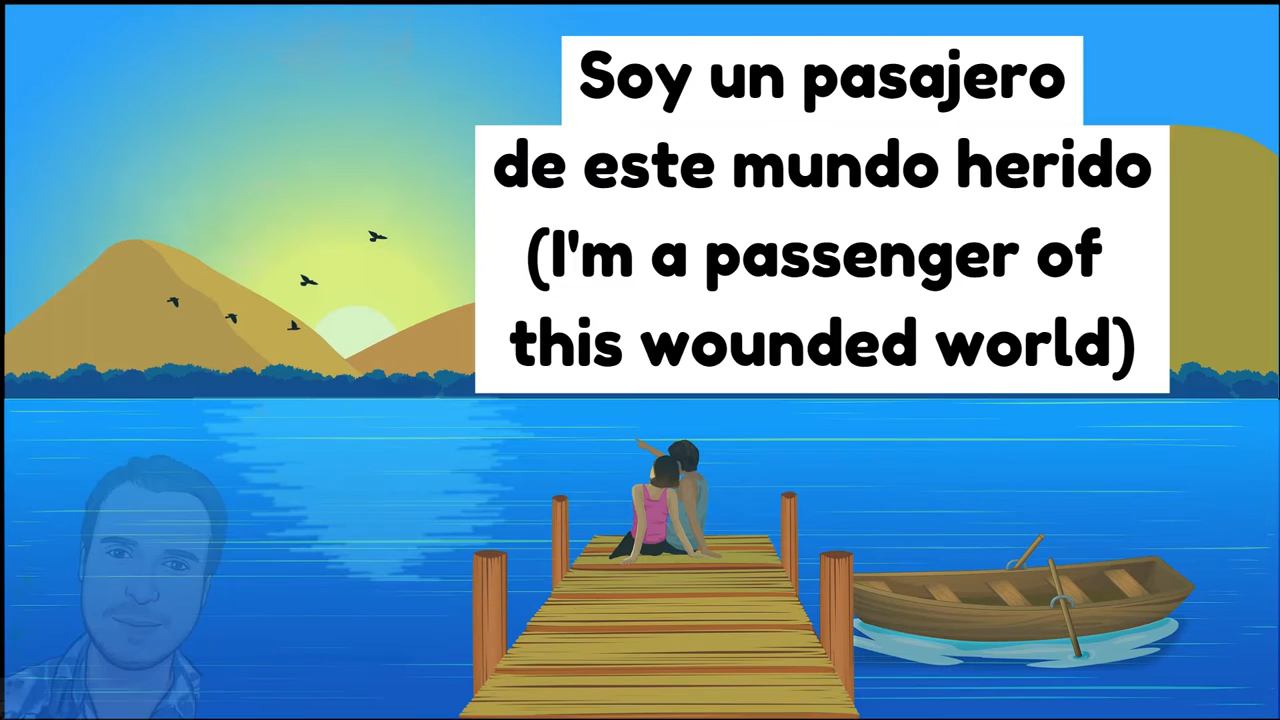 Soy un pasajero
de este mundo herido
(I'm a passenger of
this wounded world)